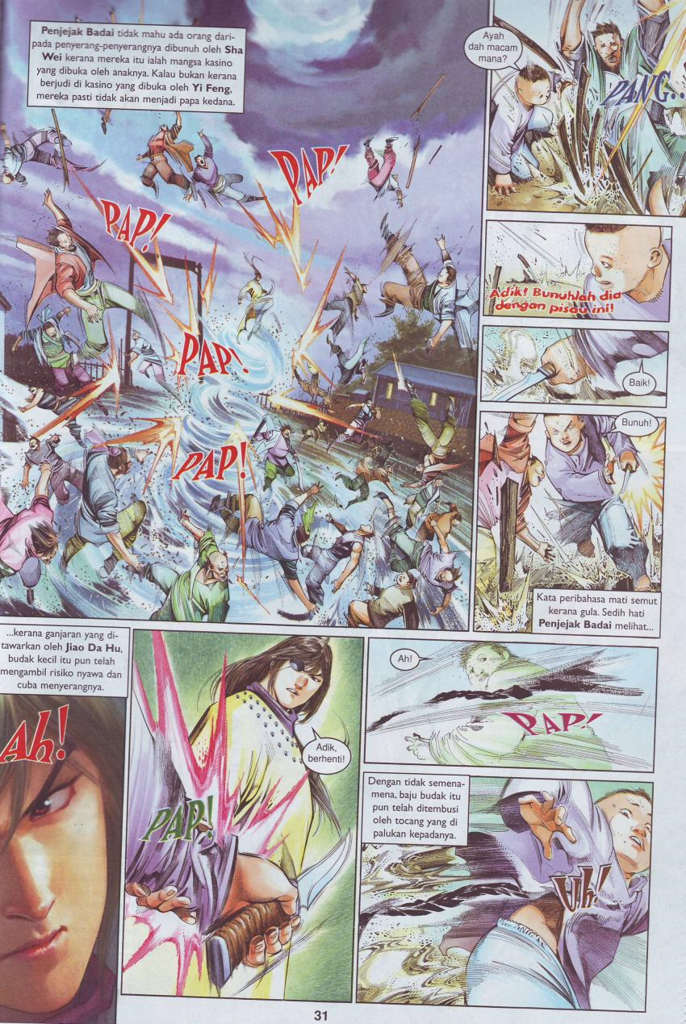 Penjejak Badai tidak mahu ada orang dari-
pada penyerang-penyerangnya dibunuh oleh Sha
Wei kerana mereka itu ialah mangsa kasino
yang dibuka oleh anaknya. Kalau bukan kerana
berjudi di kasino yang dibuka oleh Yi Feng,
mereka pasti tidak akan menjadi papa kedana.
PAP!
PAP!
PAP!
PAP!
Ayah
dah macam
mana?
PANG...
Adik! Bunuhlah dia
dengan pisau ini!
Baik!
Bunuh!
Kata peribahasa mati semut
kerana gula. Sedih hati
Penjejak Badai melihat...
...kerana ganjaran yang di-
tawarkan oleh Jiao Da Hu,
budak kecil itu pun telah
mengambil risiko nyawa dan
cuba menyerangnya.
Ah!
Adik,
berhenti!
PAP!
Ah!
PAP!
Dengan tidak semena-
mena, baju budak itu
pun telah ditembusi
oleh tocang yang di
palukan kepadanya.
Uh!
31